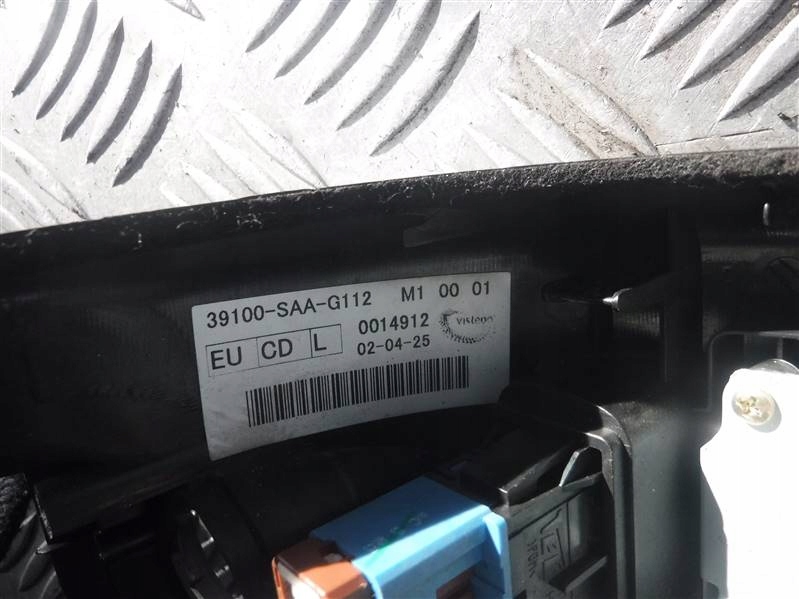 39100-SAA-G112 M1 00 01
EU CD L 0014912 Visteon
02-04-25